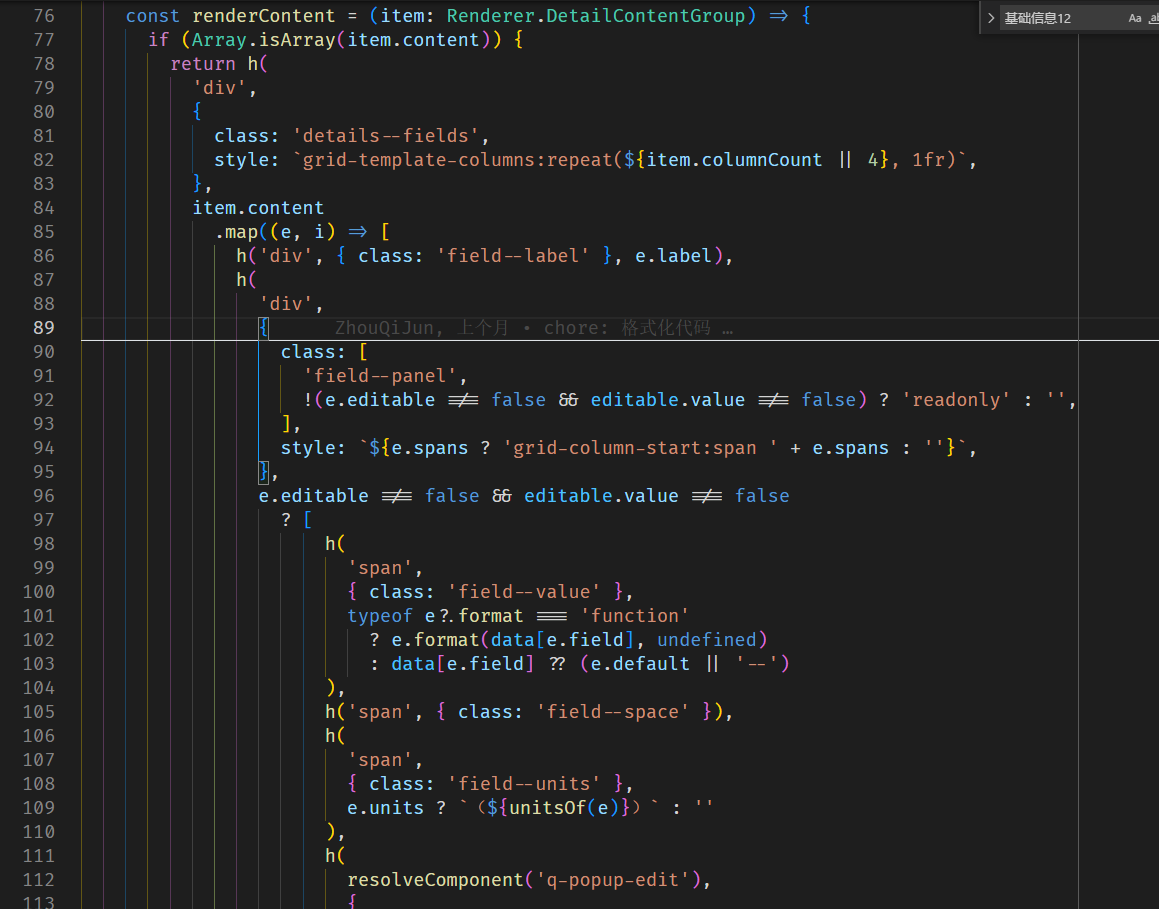 基础信息12 Aa
76 const renderContent = (item: Renderer.DetailContentGroup) => {
77 if (Array.isArray(item.content)) {
78 return h(
79 'div',
80 {
81 class: 'details--fields',
82 style: `grid-template-columns:repeat(${item.columnCount || 4}, 1fr)`,
83 },
84 item.content
85 .map((e, i) => [
86 h('div', { class: 'field--label' }, e.label),
87 h(
88 'div',
89 { ZhouQiJun, 上个月 • chore: 格式化代码 …
90 class: [
91 'field--panel',
92 !(e.editable !== false && editable.value !== false) ? 'readonly' : '',
93 ],
94 style: `${e.spans ? 'grid-column-start:span ' + e.spans : ''}`,
95 },
96 e.editable !== false && editable.value !== false
97 ? [
98 h(
99 'span',
100 { class: 'field--value' },
101 typeof e?.format === 'function'
102 ? e.format(data[e.field], undefined)
103 : data[e.field] ?? (e.default || '--')
104 ),
105 h('span', { class: 'field--space' }),
106 h(
107 'span',
108 { class: 'field--units' },
109 e.units ? `（${unitsOf(e)}）` : ''
110 ),
111 h(
112 resolveComponent('q-popup-edit'),
113 {